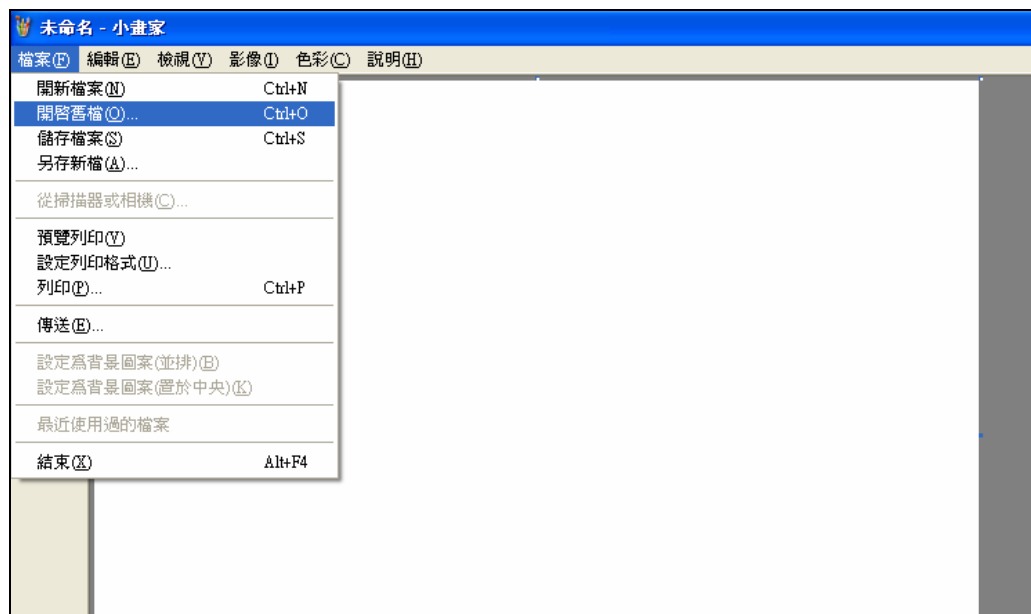 未命名 - 小畫家
檔案(F) 編輯(E) 檢視(V) 影像(I) 色彩(C) 說明(H)
開新檔案(N) Ctrl+N
開啓舊檔(O)... Ctrl+O
儲存檔案(S) Ctrl+S
另存新檔(A)...
從掃描器或相機(C)...
預覽列印(V)
設定列印格式(U)...
列印(P)... Ctrl+P
傳送(E)...
設定爲背景圖案(並排)(B)
設定爲背景圖案(置於中央)(K)
最近使用過的檔案
結束(X) Alt+F4